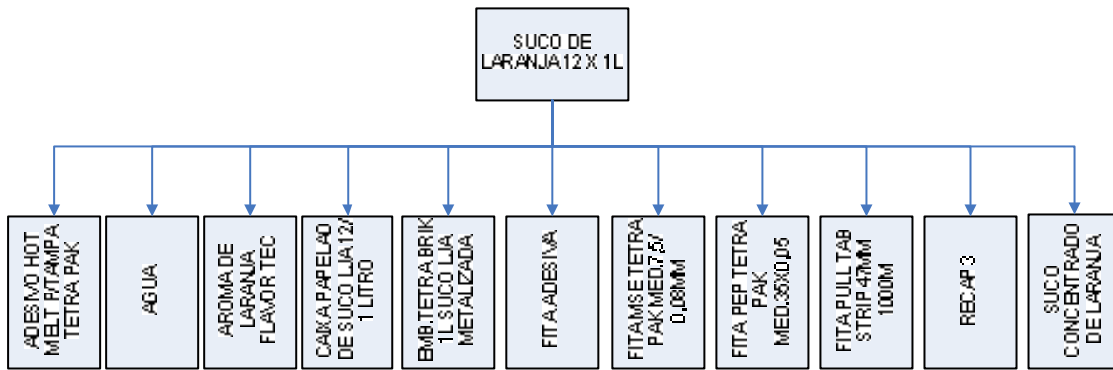 SUCO DE
LARANJA 12 X 1L
ADESIVO HOT
MELT P/TAMPA
TETRA PAK
AGUA
AROMA DE
LARANJA
FLAVOR TEC
CAIXA PAPELAO
DE SUCO LJA 12/
1 LITRO
EMB.TETRA BRIK
1L SUCO LJA
METALIZADA
FITA ADESIVA
FITA MSE TETRA
PAK MED.7,5/
0,08MM
FITA PEP TETRA
PAK
MED.35X0,05
FITA PULL TAB
STRIP 47MM
1000M
RECAP 3
SUCO
CONCENTRADO
DE LARANJA